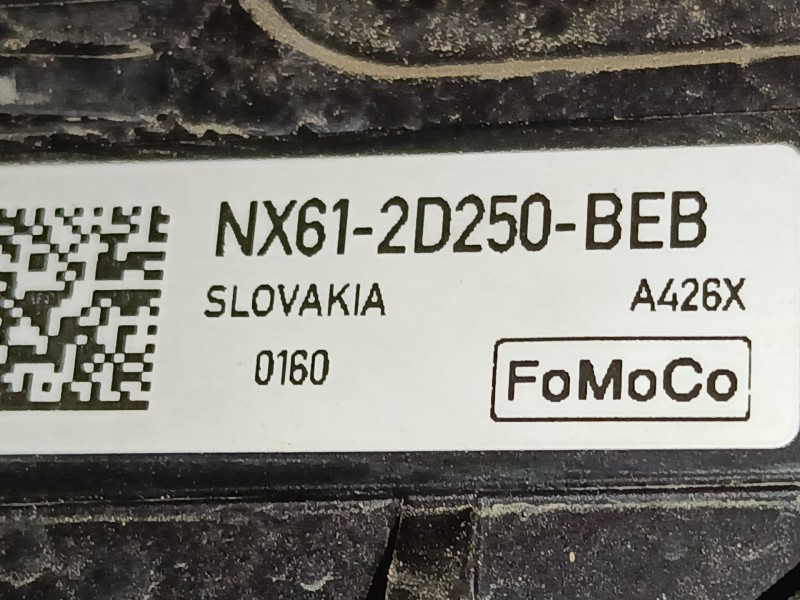 NX61-2D250-BEB
SLOVAKIA A426X
0160
FoMoCo